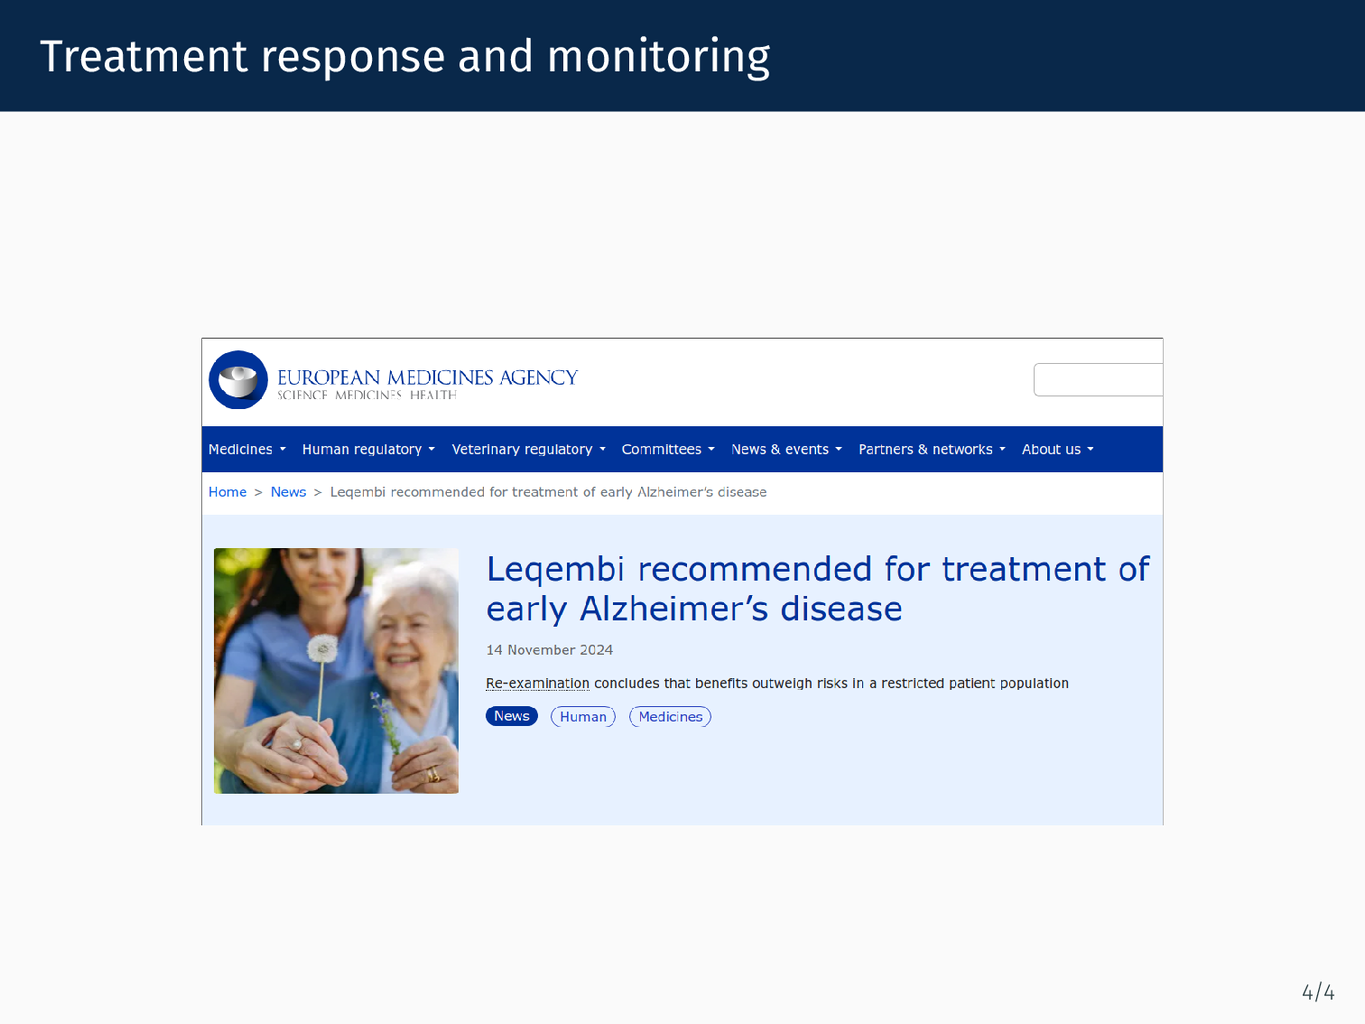 Treatment response and monitoring
EUROPEAN MEDICINES AGENCY
SCIENCE MEDICINES HEALTH
Medicines Human regulatory Veterinary regulatory Committees News & events Partners & networks About us
Home > News > Leqembi recommended for treatment of early Alzheimer's disease
Leqembi recommended for treatment of
early Alzheimer’s disease
14 November 2024
Re-examination concludes that benefits outweigh risks in a restricted patient population
News Human Medicines
4/4